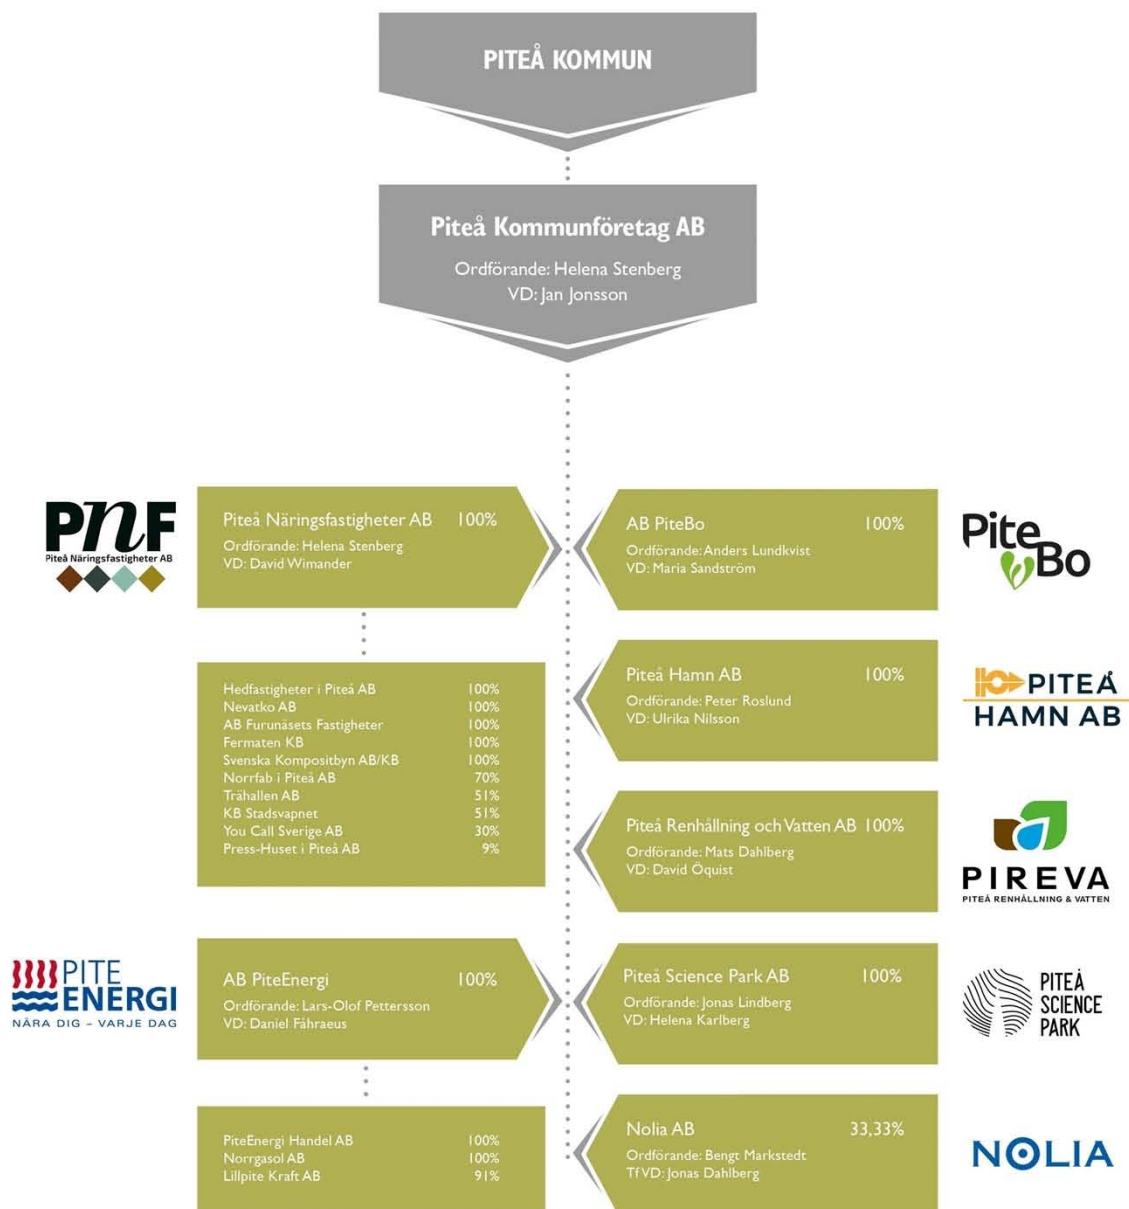 PITEÅ KOMMUN
Piteå Kommunföretag AB
Ordförande: Helena Stenberg
VD: Jan Jonsson
PnF
Piteå Näringsfastigheter AB
Piteå Näringsfastigheter AB 100%
Ordförande: Helena Stenberg
VD: David Wimander
Hedfastigheter i Piteå AB 100%
Nevatko AB 100%
AB Furunäsets Fastigheter 100%
Fermaten KB 100%
Svenska Kompositbyn AB/KB 100%
Norrfab i Piteå AB 70%
Trähallen AB 51%
KB Stadsvapnet 51%
You Call Sverige AB 30%
Press-Huset i Piteå AB 9%
PITE
ENERGI
NÄRA DIG – VARJE DAG
AB PiteEnergi 100%
Ordförande: Lars-Olof Pettersson
VD: Daniel Fåhraeus
PiteEnergi Handel AB 100%
Norrgasol AB 100%
Lillpite Kraft AB 91%
AB PiteBo 100%
Ordförande: Anders Lundkvist
VD: Maria Sandström
Pite
Bo
Piteå Hamn AB 100%
Ordförande: Peter Roslund
VD: Ulrika Nilsson
PITEÅ
HAMN AB
Piteå Renhållning och Vatten AB 100%
Ordförande: Mats Dahlberg
VD: David Öquist
PIREVA
PITEÅ RENHÅLLNING & VATTEN
Piteå Science Park AB 100%
Ordförande: Jonas Lindberg
VD: Helena Karlberg
PITEÅ
SCIENCE
PARK
Nolia AB 33,33%
Ordförande: Bengt Markstedt
Tf VD: Jonas Dahlberg
NOLIA